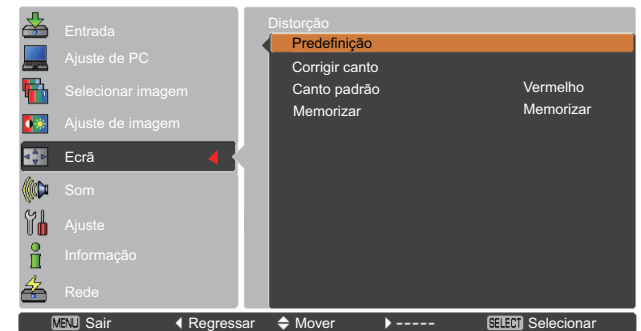 Entrada
Ajuste de PC
Selecionar imagem
Ajuste de imagem
Ecrã
Som
Ajuste
Informação
Rede
Distorção
Predefinição
Corrigir canto
Canto padrão Vermelho
Memorizar Memorizar
MENU Sair Regressar Mover ----- SELECT Selecionar